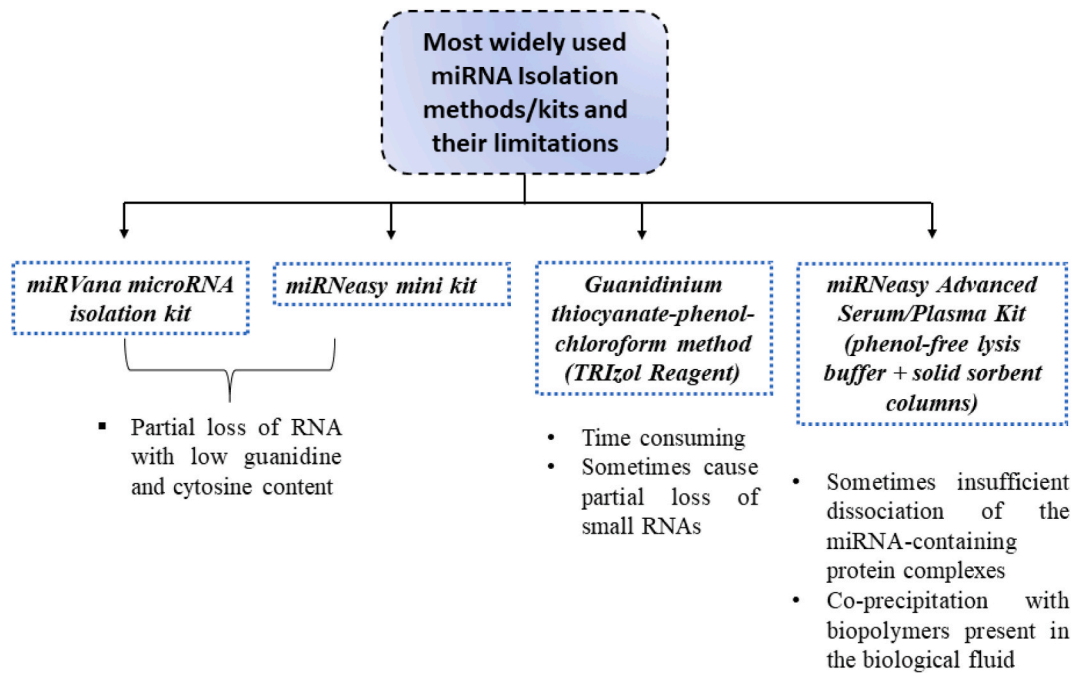 Most widely used
miRNA Isolation
methods/kits and
their limitations
miRVana microRNA
isolation kit
miRNeasy mini kit
Guanidinium
thiocyanate-phenol-
chloroform method
(TRIzol Reagent)
miRNeasy Advanced
Serum/Plasma Kit
(phenol-free lysis
buffer + solid sorbent
columns)
▪ Partial loss of RNA
with low guanidine
and cytosine content
• Time consuming
• Sometimes cause
partial loss of
small RNAs
• Sometimes insufficient
dissociation of the
miRNA-containing
protein complexes
• Co-precipitation with
biopolymers present in
the biological fluid